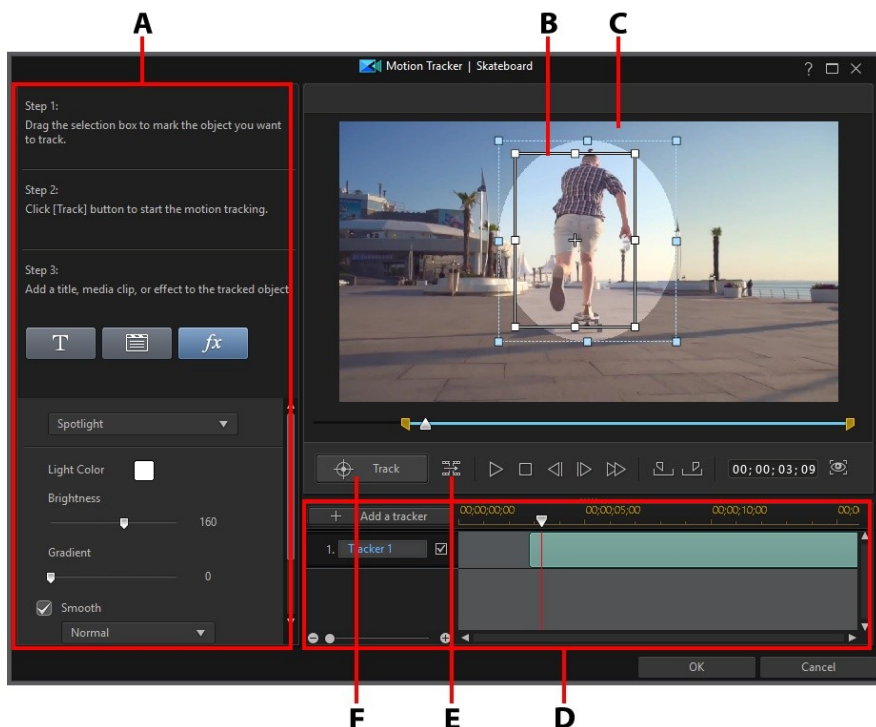 A
B
C
Motion Tracker | Skateboard
?
Step 1:
Drag the selection box to mark the object you want
to track.
Step 2:
Click [Track] button to start the motion tracking.
Step 3:
Add a title, media clip, or effect to the tracked object
T
fx
Spotlight
Light Color
Brightness
160
Gradient
0
Smooth
Normal
Track
00;00;03;09
+ Add a tracker
00;00;00;00 00;00;05;00 00;00;10;00 00;0
1. Tracker 1
OK Cancel
F
E
D